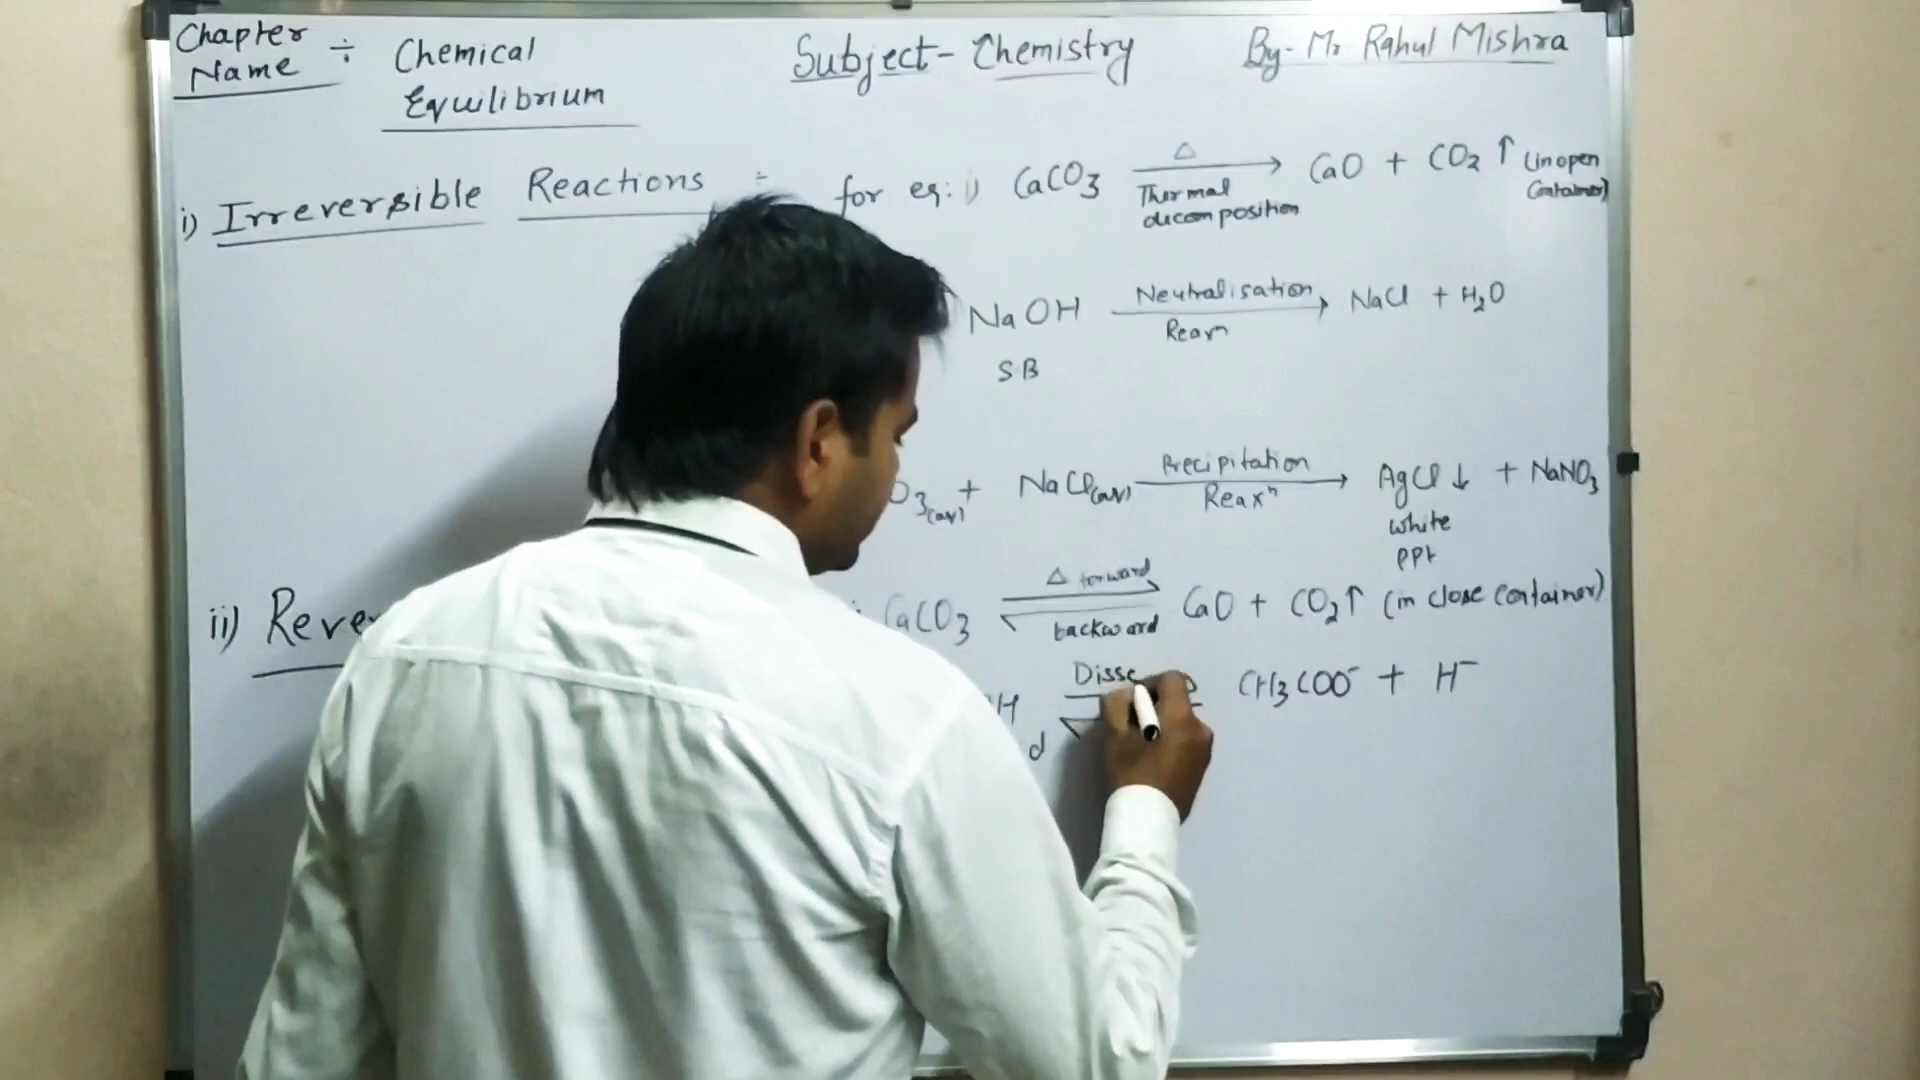 Chapter Name ÷ Chemical Equilibrium
Subject - Chemistry
By- Mr Rahul Mishra
i) Irreversible Reactions ÷ for eg: i) CaCO3 —Δ Thermal decomposition→ CaO + CO2 ↑ (in open Container)
NaOH —Neutralisation Reaxn→ NaCl + H2O
SB
O3(aq) + NaCl(aq) —Precipitation Reaxn→ AgCl ↓ + NaNO3
white
ppt
ii) Reve : CaCO3 ⇌ Δ forward backward CaO + CO2↑ (in close container)
H ⇌ Disso CH3COO- + H-
d